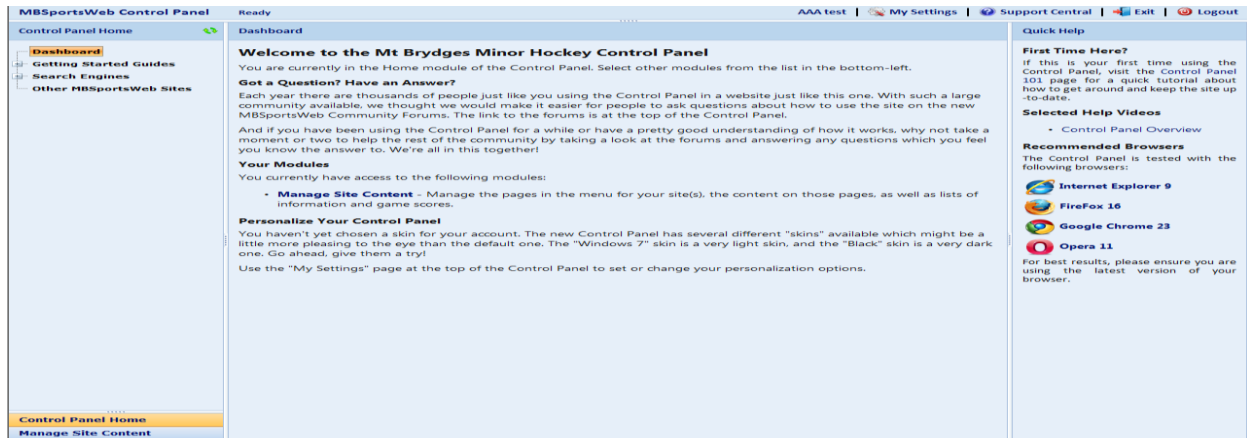 MBSportsWeb Control Panel Ready AAA test | My Settings | Support Central | Exit | Logout
Control Panel Home
Dashboard
Getting Started Guides
Search Engines
Other MBSportsWeb Sites
Control Panel Home
Manage Site Content
Dashboard
Welcome to the Mt Brydges Minor Hockey Control Panel
You are currently in the Home module of the Control Panel. Select other modules from the list in the bottom-left.
Got a Question? Have an Answer?
Each year there are thousands of people just like you using the Control Panel in a website just like this one. With such a large
community available, we thought we would make it easier for people to ask questions about how to use the site on the new
MBSportsWeb Community Forums. The link to the forums is at the top of the Control Panel.
And if you have been using the Control Panel for a while or have a pretty good understanding of how it works, why not take a
moment or two to help the rest of the community by taking a look at the forums and answering any questions which you feel
you know the answer to. We're all in this together!
Your Modules
You currently have access to the following modules:
• Manage Site Content - Manage the pages in the menu for your site(s), the content on those pages, as well as lists of
information and game scores.
Personalize Your Control Panel
You haven't yet chosen a skin for your account. The new Control Panel has several different "skins" available which might be a
little more pleasing to the eye than the default one. The "Windows 7" skin is a very light skin, and the "Black" skin is a very dark
one. Go ahead, give them a try!
Use the "My Settings" page at the top of the Control Panel to set or change your personalization options.
Quick Help
First Time Here?
If this is your first time using the
Control Panel, visit the Control Panel
101 page for a quick tutorial about
how to get around and keep the site up
-to-date.
Selected Help Videos
• Control Panel Overview
Recommended Browsers
The Control Panel is tested with the
following browsers:
Internet Explorer 9
FireFox 16
Google Chrome 23
Opera 11
For best results, please ensure you are
using the latest version of your
browser.